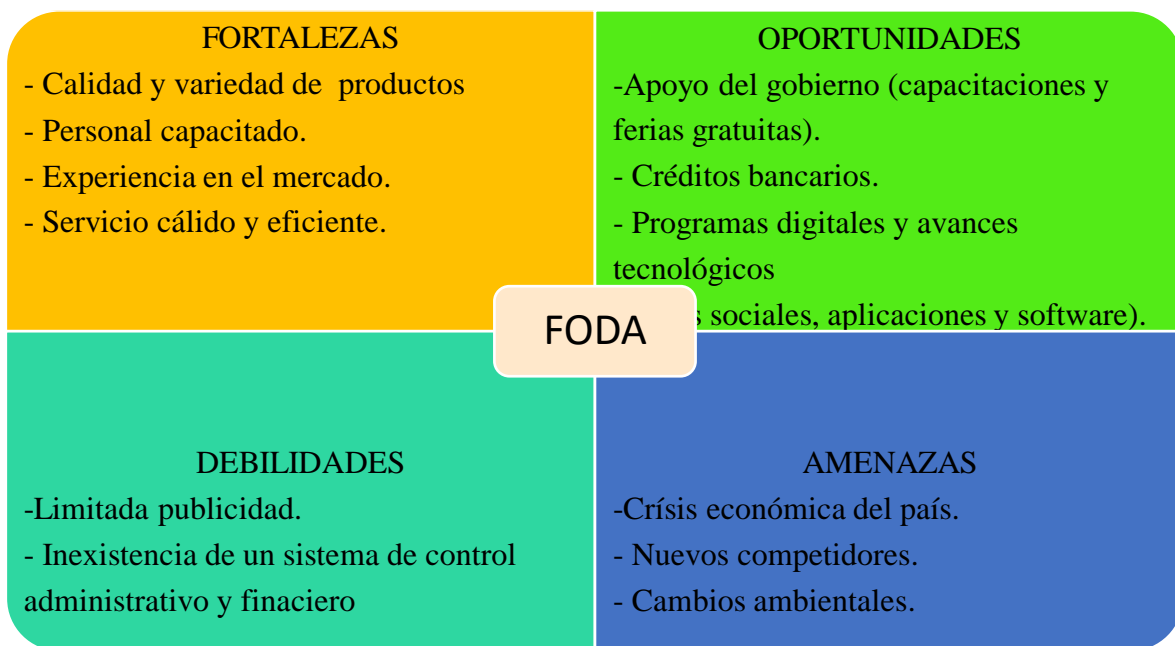 FORTALEZAS
- Calidad y variedad de  productos
- Personal capacitado.
- Experiencia en el mercado.
- Servicio cálido y eficiente.
OPORTUNIDADES
-Apoyo del gobierno (capacitaciones y
ferias gratuitas).
- Créditos bancarios.
- Programas digitales y avances
tecnológicos
sociales, aplicaciones y software).
FODA
DEBILIDADES
-Limitada publicidad.
- Inexistencia de un sistema de control
administrativo y finaciero
AMENAZAS
-Crísis económica del país.
- Nuevos competidores.
- Cambios ambientales.